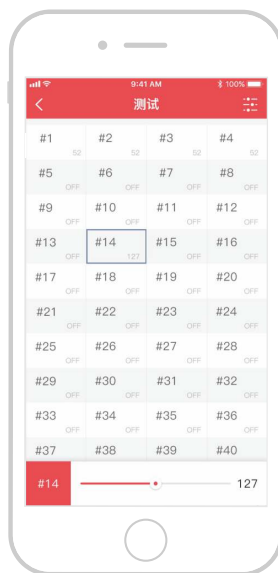 9:41 AM 100%
测试
#1 #2 #3 #4
52 52 52 52
#5 #6 #7 #8
OFF OFF OFF OFF
#9 #10 #11 #12
OFF OFF OFF OFF
#13 #14 #15 #16
OFF 127 OFF OFF
#17 #18 #19 #20
OFF OFF OFF OFF
#21 #22 #23 #24
OFF OFF OFF OFF
#25 #26 #27 #28
OFF OFF OFF OFF
#29 #30 #31 #32
OFF OFF OFF OFF
#33 #34 #35 #36
OFF OFF OFF OFF
#37 #38 #39 #40
#14 127